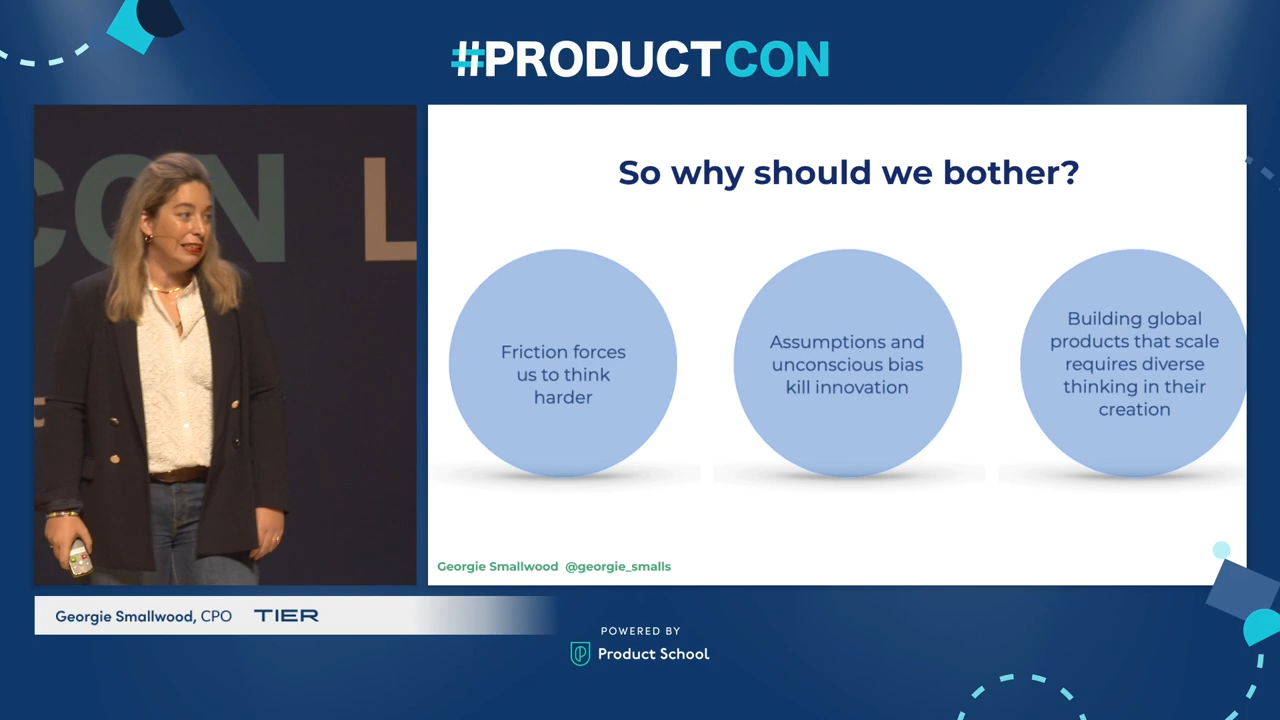 #PRODUCTCON
CON L
So why should we bother?
Friction forces
us to think
harder
Assumptions and
unconscious bias
kill innovation
Building global
products that scale
requires diverse
thinking in their
creation
Georgie Smallwood @georgie_smalls
Georgie Smallwood, CPO TIER
POWERED BY
Product School